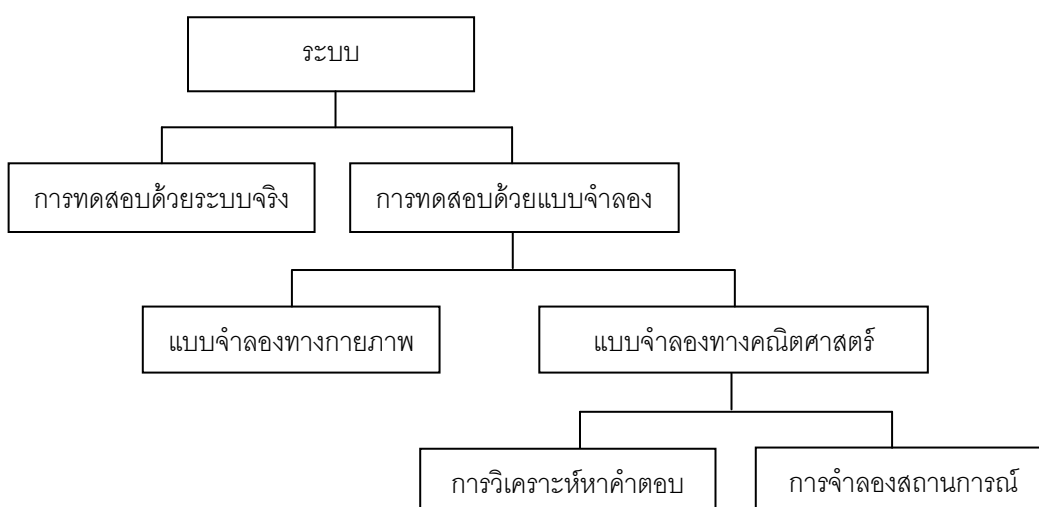 ระบบ
การทดสอบด้วยระบบจริง
การทดสอบด้วยแบบจำลอง
แบบจำลองทางกายภาพ
แบบจำลองทางคณิตศาสตร์
การวิเคราะห์หาคำตอบ
การจำลองสถานการณ์